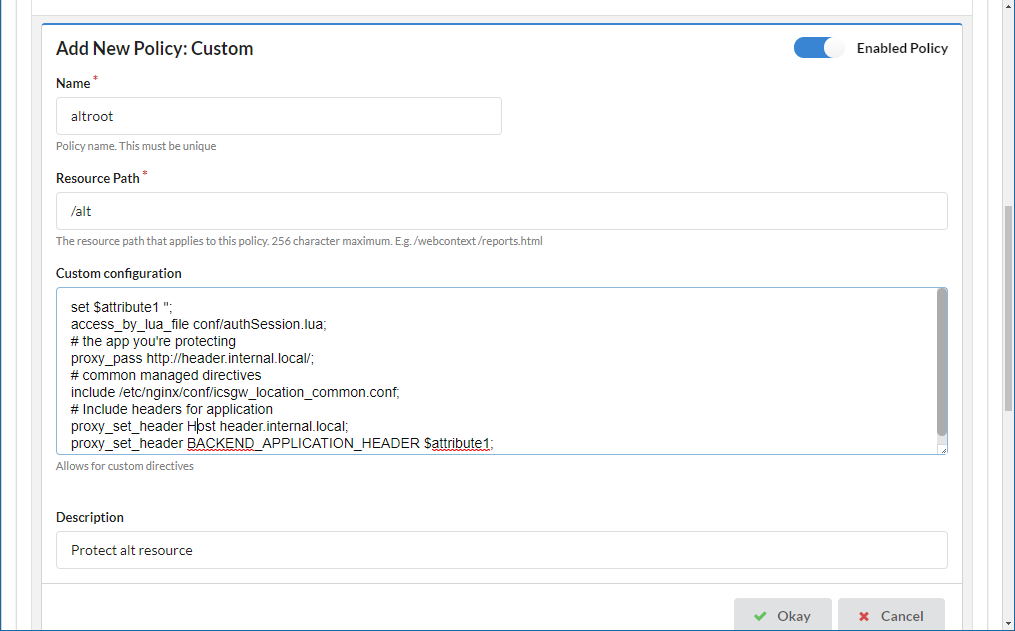 Add New Policy: Custom
Enabled Policy
Name *
altroot
Policy name. This must be unique
Resource Path *
/alt
The resource path that applies to this policy. 256 character maximum. E.g. /webcontext/reports.html
Custom configuration
set $attribute1 '';
access_by_lua_file conf/authSession.lua;
# the app you're protecting
proxy_pass http://header.internal.local/;
# common managed directives
include /etc/nginx/conf/icsgw_location_common.conf;
# Include headers for application
proxy_set_header Host header.internal.local;
proxy_set_header BACKEND_APPLICATION_HEADER $attribute1;
Allows for custom directives
Description
Protect alt resource
Okay
Cancel